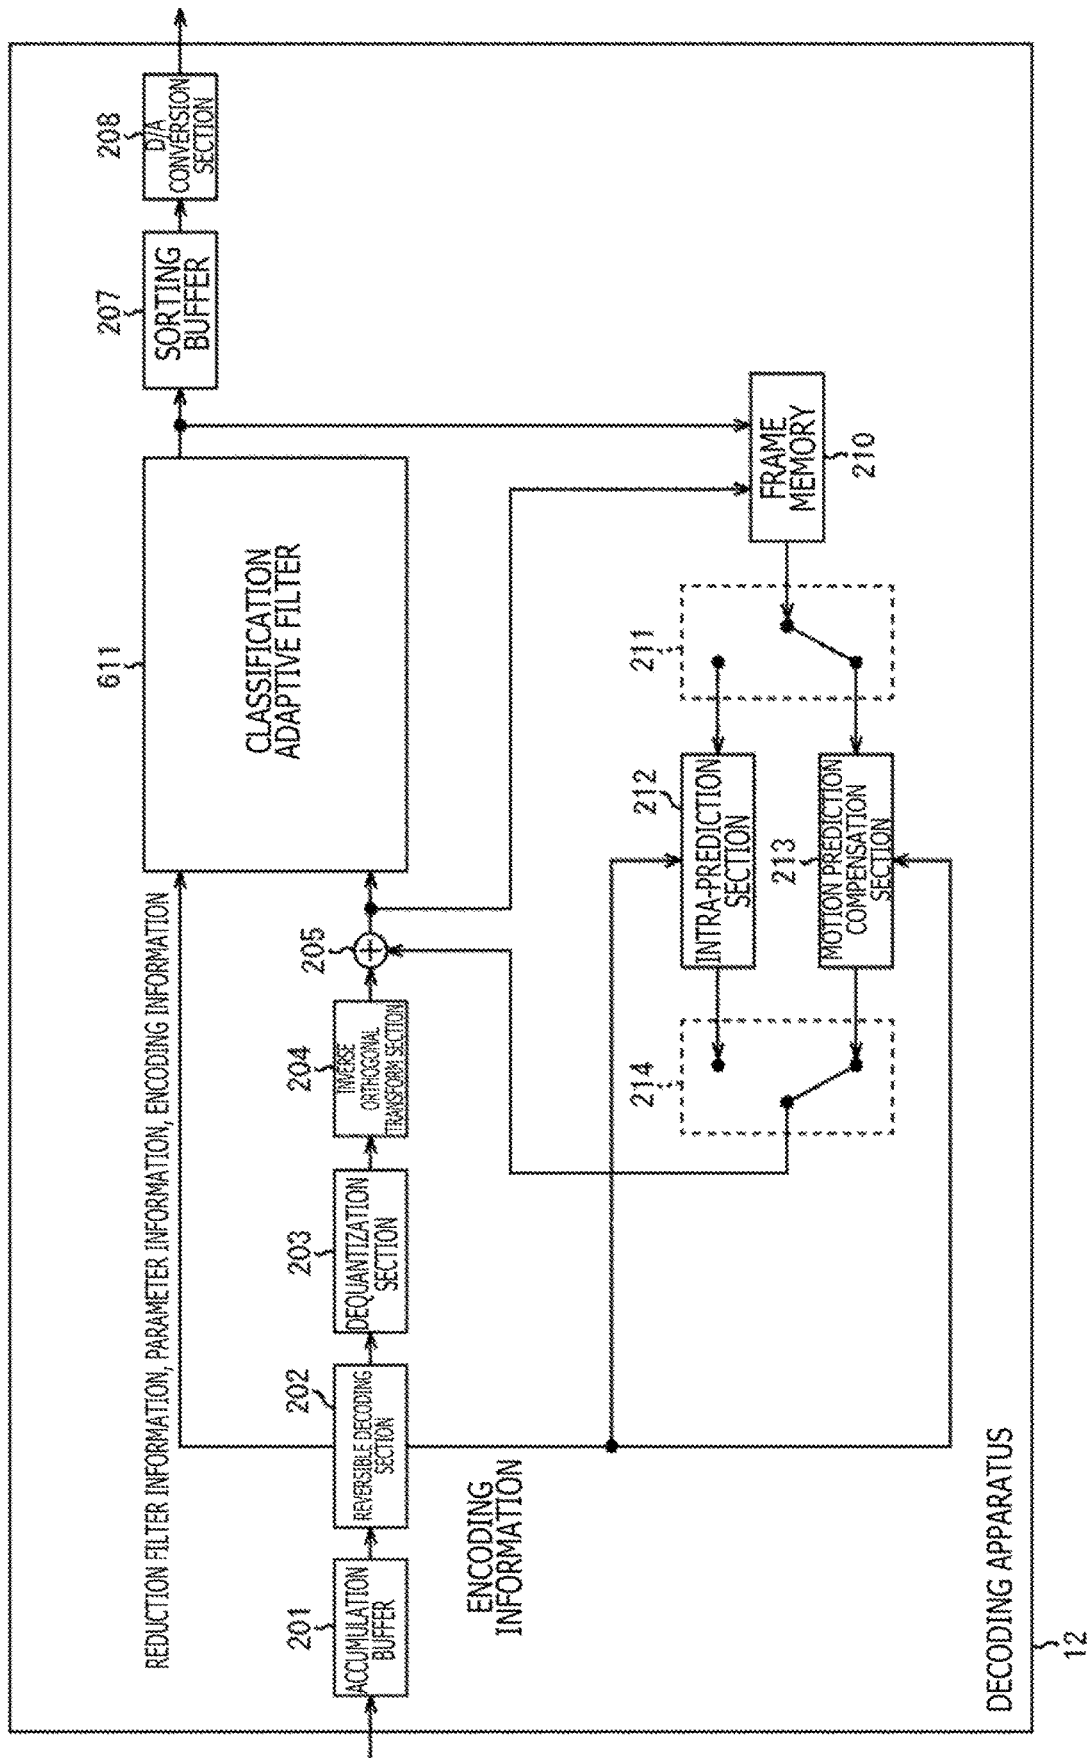 REDUCTION FILTER INFORMATION, PARAMETER INFORMATION, ENCODING INFORMATION
611
CLASSIFICATION
ADAPTIVE FILTER
207
SORTING
BUFFER
208
D/A
CONVERSION
SECTION
201
ACCUMULATION
BUFFER
202
REVERSIBLE DECODING
SECTION
203
DEQUANTIZATION
SECTION
204
INVERSE
ORTHOGONAL
TRANSFORM SECTION
205
+
ENCODING
INFORMATION
214
212
INTRA-PREDICTION
SECTION
211
213
MOTION PREDICTION
COMPENSATION
SECTION
FRAME
MEMORY
210
DECODING APPARATUS
12